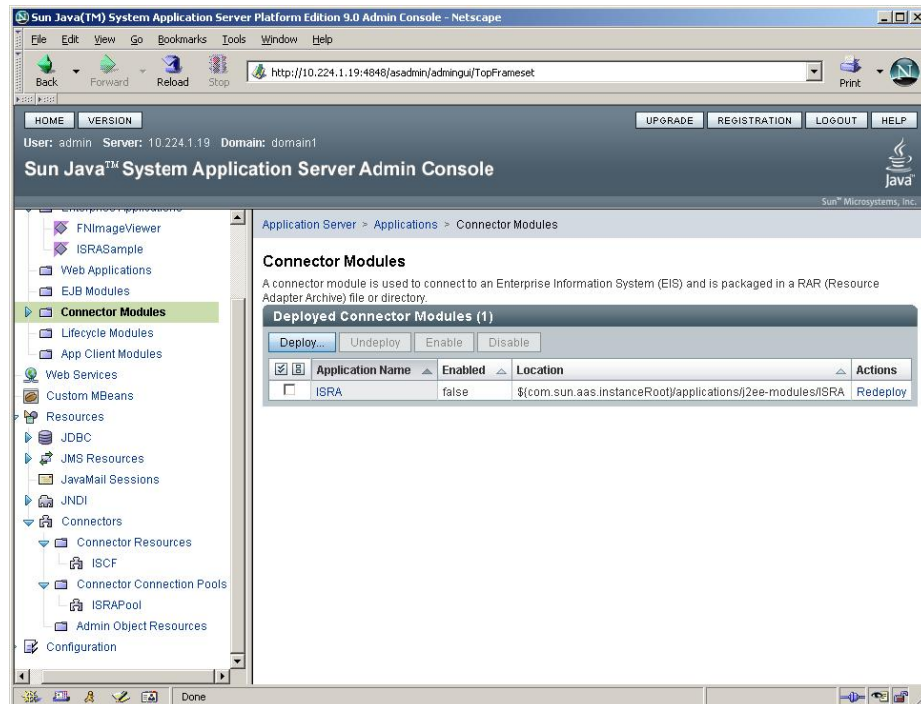 Sun Java(TM) System Application Server Platform Edition 9.0 Admin Console - Netscape
File Edit View Go Bookmarks Tools Window Help
Back Forward Reload Stop http://10.224.1.19:4848/asadmin/admingui/TopFrameset Print N
HOME VERSION UPGRADE REGISTRATION LOGOUT HELP
User: admin Server: 10.224.1.19 Domain: domain1
Sun Java™ System Application Server Admin Console
Java™
Sun™ Microsystems, Inc.
Enterprise Applications
FNImageViewer
ISRASample
Web Applications
EJB Modules
Connector Modules
Lifecycle Modules
App Client Modules
Web Services
Custom MBeans
Resources
JDBC
JMS Resources
JavaMail Sessions
JNDI
Connectors
Connector Resources
ISCF
Connector Connection Pools
ISRAPool
Admin Object Resources
Configuration
Application Server > Applications > Connector Modules
Connector Modules
A connector module is used to connect to an Enterprise Information System (EIS) and is packaged in a RAR (Resource
Adapter Archive) file or directory.
Deployed Connector Modules (1)
Deploy... Undeploy Enable Disable
Application Name Enabled Location Actions
ISRA false ${com.sun.aas.instanceRoot}/applications/j2ee-modules/ISRA Redeploy
Done